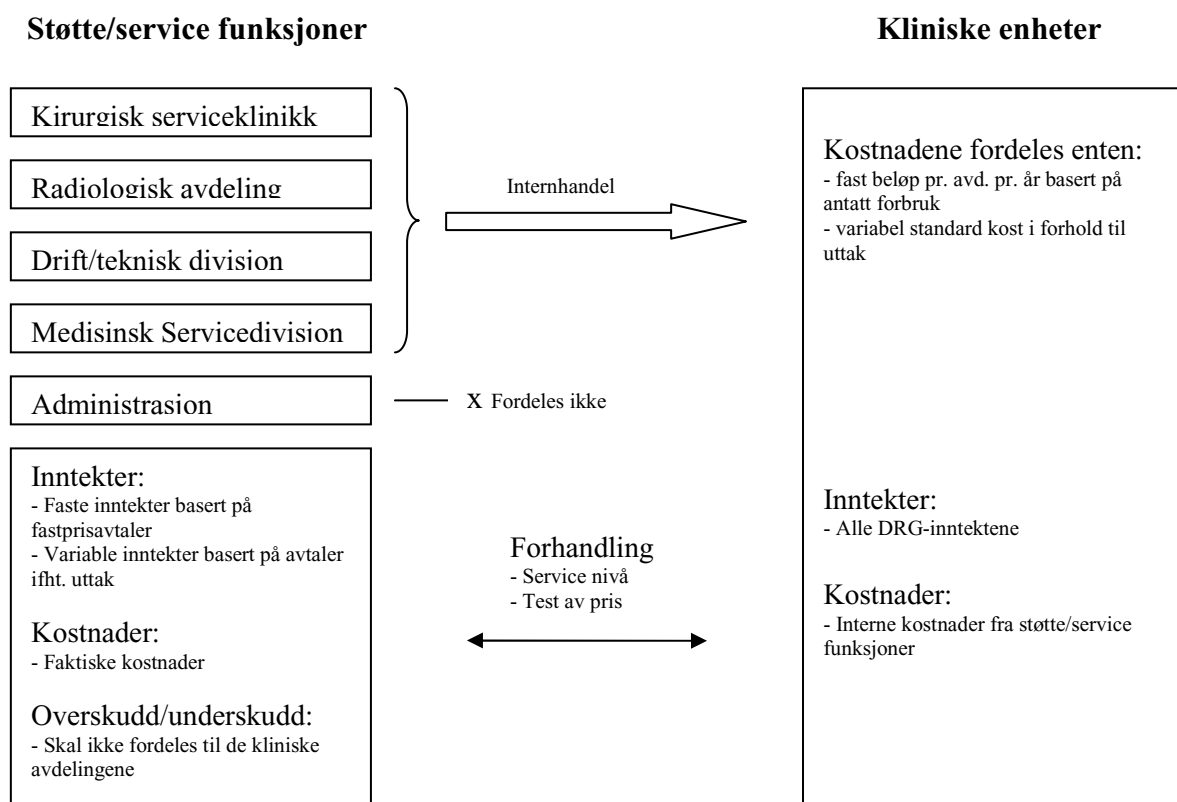 Støtte/service funksjoner
Kliniske enheter
Kirurgisk serviceklinikk
Radiologisk avdeling
Drift/teknisk division
Medisinsk Servicedivision
Administrasjon
Internhandel
X Fordeles ikke
Kostnadene fordeles enten:
- fast beløp pr. avd. pr. år basert på
antatt forbruk
- variabel standard kost i forhold til
uttak
Inntekter:
- Faste inntekter basert på
fastprisavtaler
- Variable inntekter basert på avtaler
ifht. uttak
Kostnader:
- Faktiske kostnader
Overskudd/underskudd:
- Skal ikke fordeles til de kliniske
avdelingene
Forhandling
- Service nivå
- Test av pris
Inntekter:
- Alle DRG-inntektene
Kostnader:
- Interne kostnader fra støtte/service
funksjoner